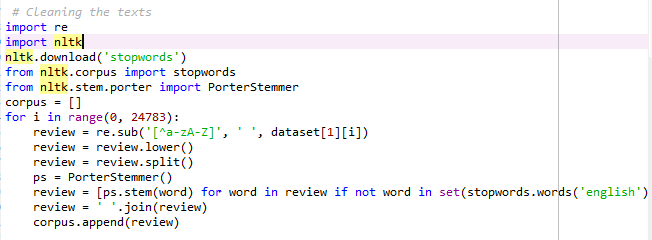 # Cleaning the texts
import re
import nltk
nltk.download('stopwords')
from nltk.corpus import stopwords
from nltk.stem.porter import PorterStemmer
corpus = []
for i in range(0, 24783):
    review = re.sub('[^a-zA-Z]', ' ', dataset[1][i])
    review = review.lower()
    review = review.split()
    ps = PorterStemmer()
    review = [ps.stem(word) for word in review if not word in set(stopwords.words('english')
    review = ' '.join(review)
    corpus.append(review)